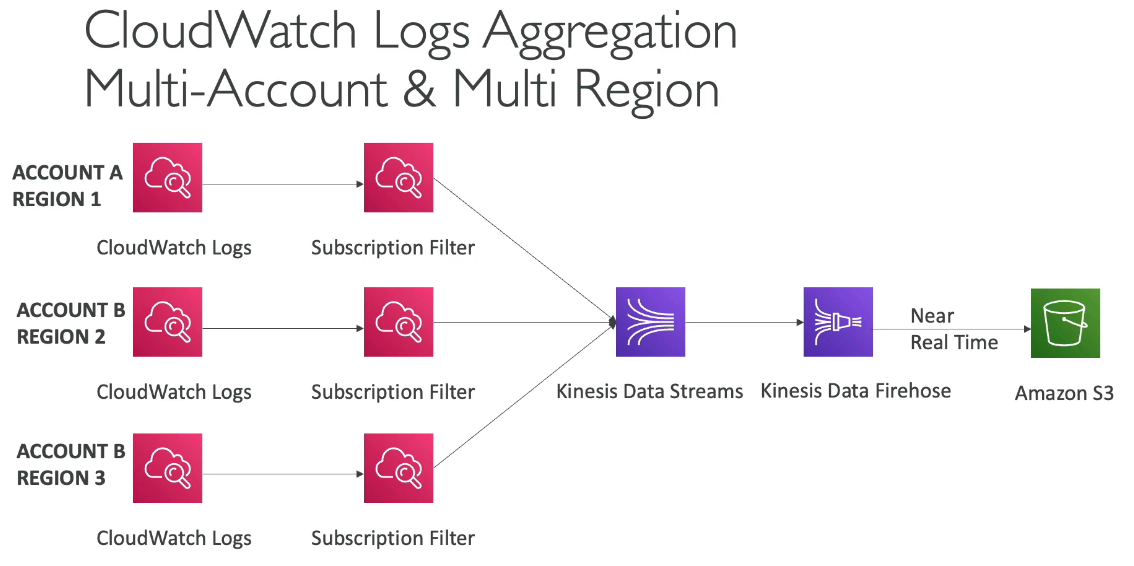 CloudWatch Logs Aggregation
Multi-Account & Multi Region
ACCOUNT A
REGION 1
CloudWatch Logs
Subscription Filter
ACCOUNT B
REGION 2
CloudWatch Logs
Subscription Filter
Kinesis Data Streams
Kinesis Data Firehose
Near
Real Time
Amazon S3
ACCOUNT B
REGION 3
CloudWatch Logs
Subscription Filter